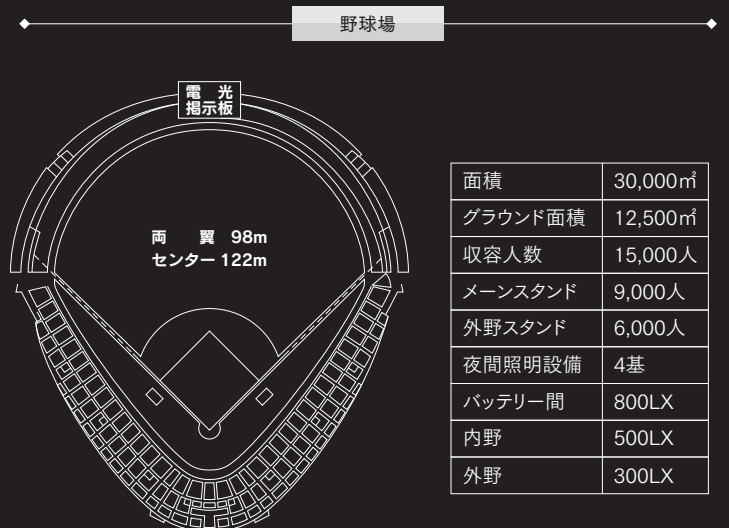 野球場
電 光
掲示板
両 翼 98m
センター 122m
面積 30,000㎡
グラウンド面積 12,500㎡
収容人数 15,000人
メーンスタンド 9,000人
外野スタンド 6,000人
夜間照明設備 4基
バッテリー間 800LX
内野 500LX
外野 300LX